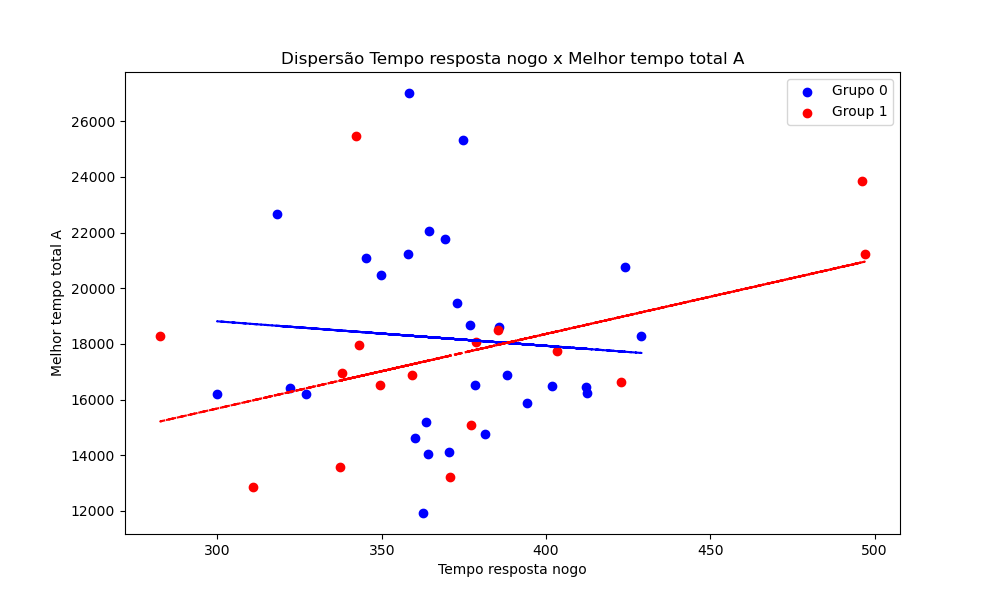 Dispersão Tempo resposta nogo x Melhor tempo total A
Grupo 0
Group 1
Melhor tempo total A
26000
24000
22000
20000
18000
16000
14000
12000
300
350
400
450
500
Tempo resposta nogo